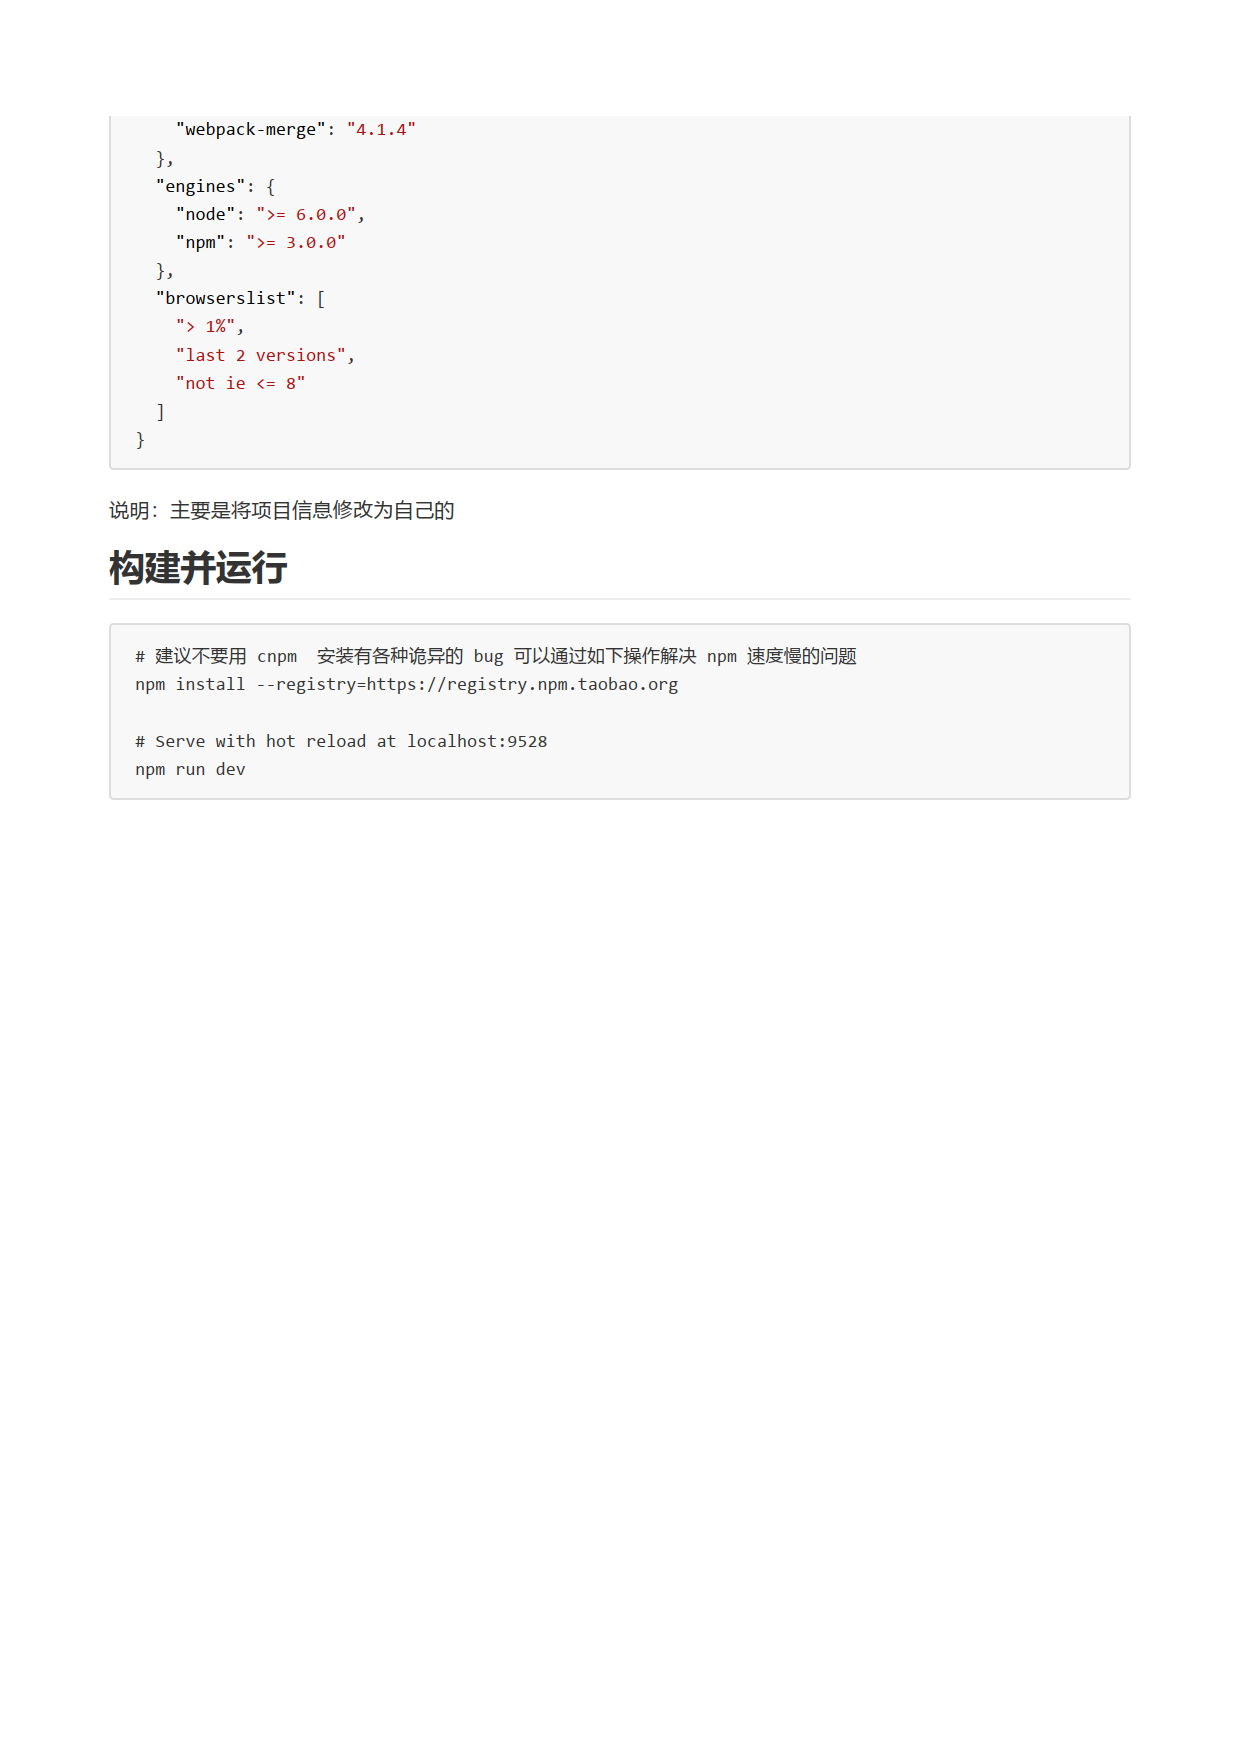 "webpack-merge": "4.1.4"
},
"engines": {
"node": ">= 6.0.0",
"npm": ">= 3.0.0"
},
"browserslist": [
"> 1%",
"last 2 versions",
"not ie <= 8"
]
}
说明：主要是将项目信息修改为自己的
构建并运行
# 建议不要用 cnpm  安装有各种诡异的 bug 可以通过如下操作解决 npm 速度慢的问题
npm install --registry=https://registry.npm.taobao.org
# Serve with hot reload at localhost:9528
npm run dev